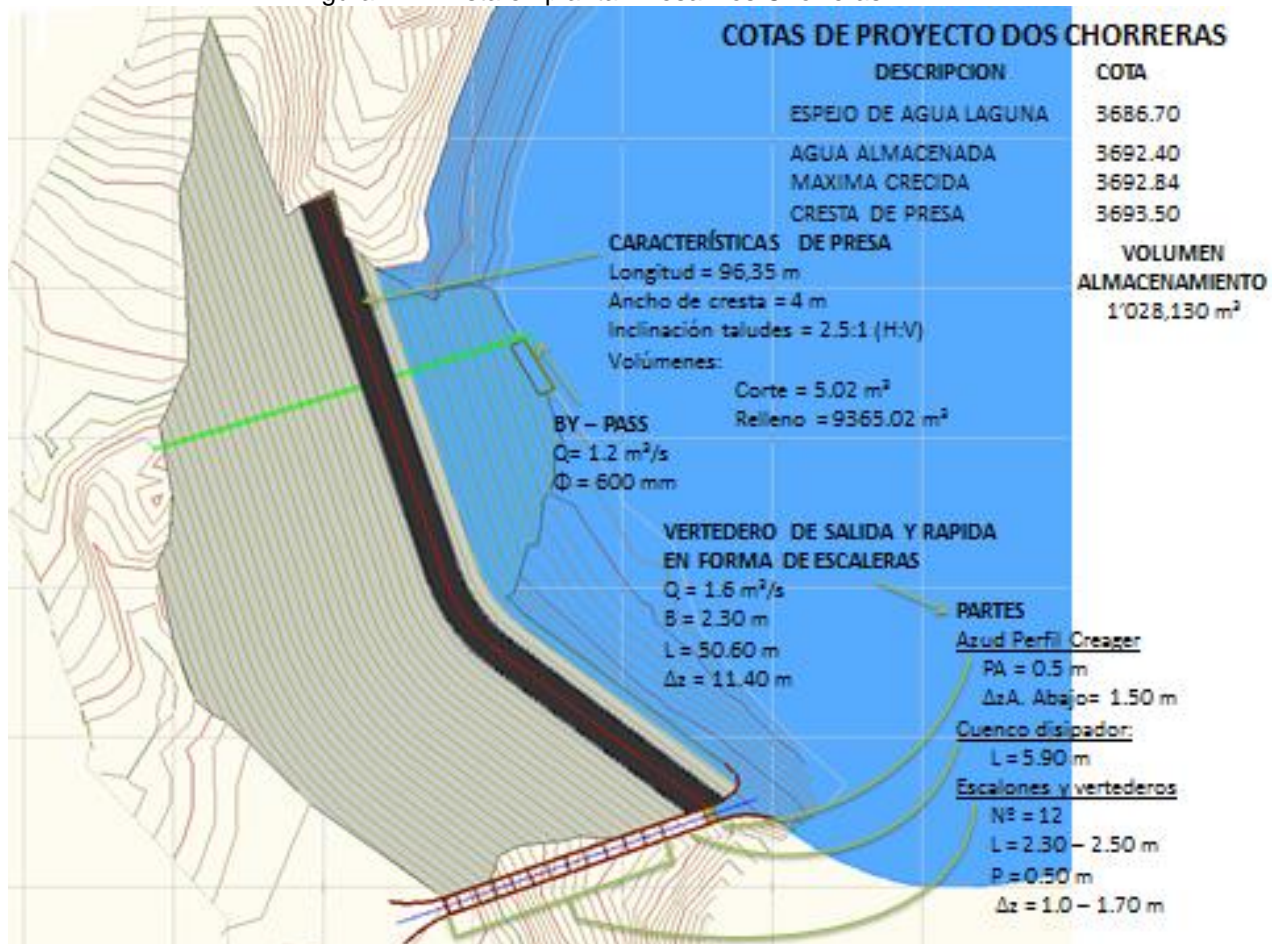 COTAS DE PROYECTO DOS CHORRERAS
DESCRIPCION COTA
ESPEJO DE AGUA LAGUNA 3686.70
AGUA ALMACENADA 3692.40
MAXIMA CRECIDA 3692.84
CRESTA DE PRESA 3693.50
VOLUMEN
ALMACENAMIENTO
1'028,130 m³
CARACTERÍSTICAS DE PRESA
Longitud = 96,35 m
Ancho de cresta = 4 m
Inclinación taludes = 2.5:1 (H:V)
Volúmenes:
Corte = 5.02 m³
Relleno = 9365.02 m³
BY – PASS
Q= 1.2 m³/s
Φ = 600 mm
VERTEDERO DE SALIDA Y RAPIDA
EN FORMA DE ESCALERAS
Q = 1.6 m³/s
B = 2.30 m
L = 50.60 m
Δz = 11.40 m
PARTES
Azud Perfil Creager
PA = 0.5 m
ΔzA. Abajo= 1.50 m
Cuenco disipador:
L = 5.90 m
Escalones y vertederos
Nº = 12
L = 2.30 – 2.50 m
P = 0.50 m
Δz = 1.0 – 1.70 m